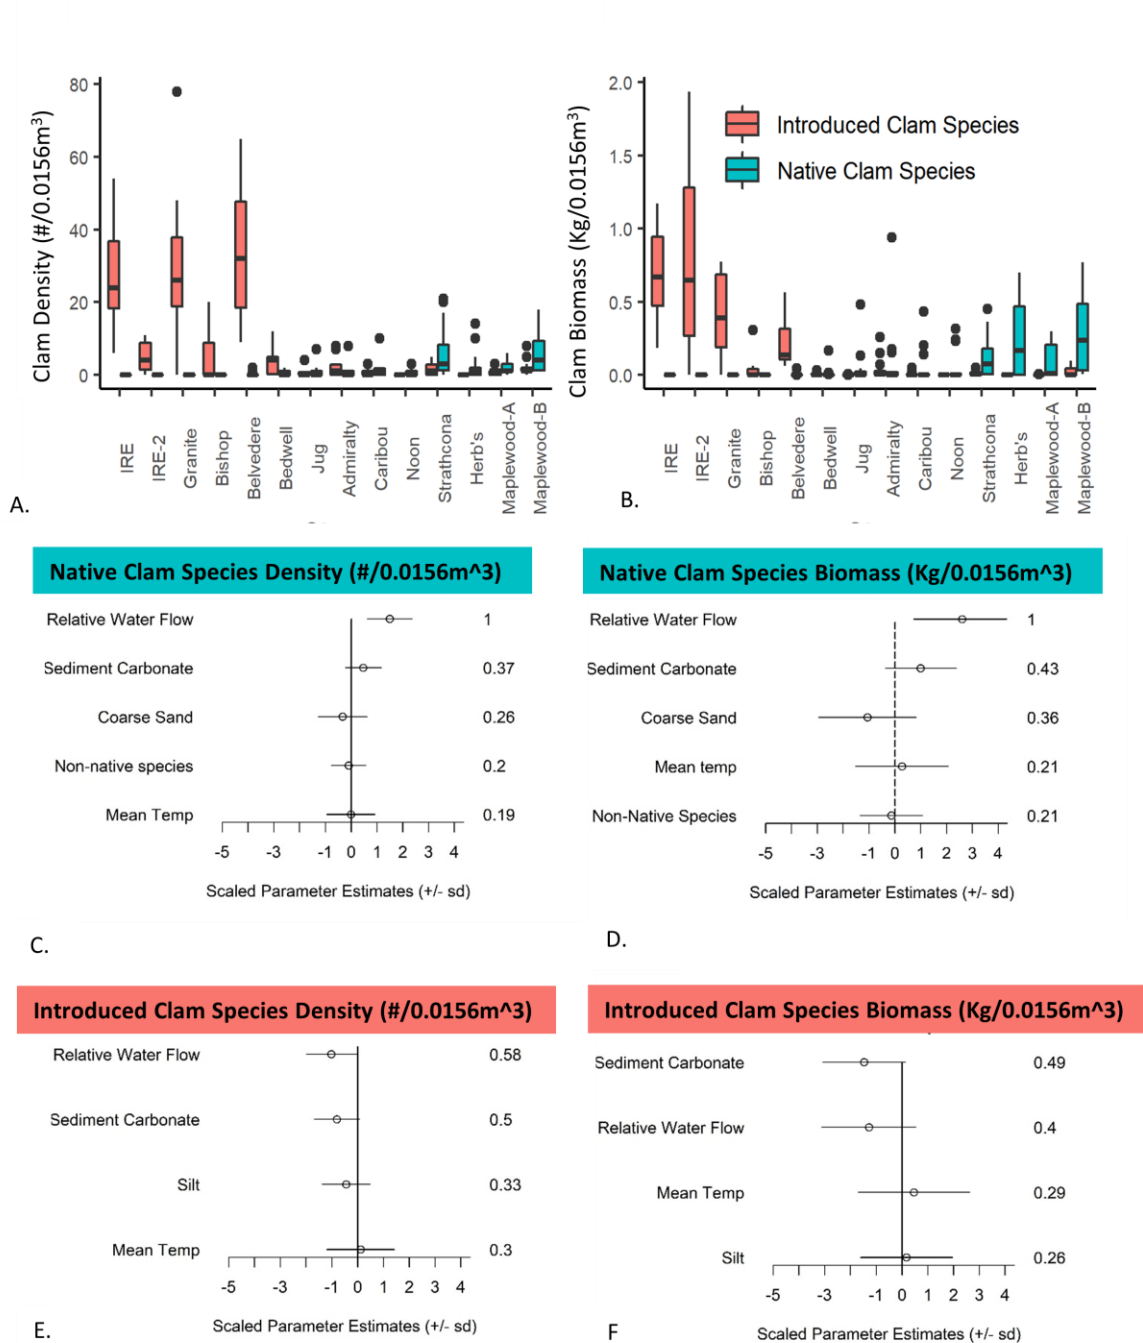 Clam Density (#/0.0156m³)
80
60
40
20
0
IRE
IRE-2
Granite
Bishop
Belvedere
Bedwell
Jug
Admiralty
Caribou
Noon
Strathcona
Herb's
Maplewood-A
Maplewood-B
A.
Clam Biomass (Kg/0.0156m³)
2.0
1.5
1.0
0.5
0.0
Introduced Clam Species
Native Clam Species
IRE
IRE-2
Granite
Bishop
Belvedere
Bedwell
Jug
Admiralty
Caribou
Noon
Strathcona
Herb's
Maplewood-A
Maplewood-B
B.
Native Clam Species Density (#/0.0156m^3)
Relative Water Flow 1
Sediment Carbonate 0.37
Coarse Sand 0.26
Non-native species 0.2
Mean Temp 0.19
-5 -3 -1 0 1 2 3 4
Scaled Parameter Estimates (+/- sd)
C.
Native Clam Species Biomass (Kg/0.0156m^3)
Relative Water Flow 1
Sediment Carbonate 0.43
Coarse Sand 0.36
Mean temp 0.21
Non-Native Species 0.21
-5 -3 -1 0 1 2 3 4
Scaled Parameter Estimates (+/- sd)
D.
Introduced Clam Species Density (#/0.0156m^3)
Relative Water Flow 0.58
Sediment Carbonate 0.5
Silt 0.33
Mean Temp 0.3
-5 -3 -1 0 1 2 3 4
Scaled Parameter Estimates (+/- sd)
E.
Introduced Clam Species Biomass (Kg/0.0156m^3)
Sediment Carbonate 0.49
Relative Water Flow 0.4
Mean Temp 0.29
Silt 0.26
-5 -3 -1 0 1 2 3 4
Scaled Parameter Estimates (+/- sd)
F